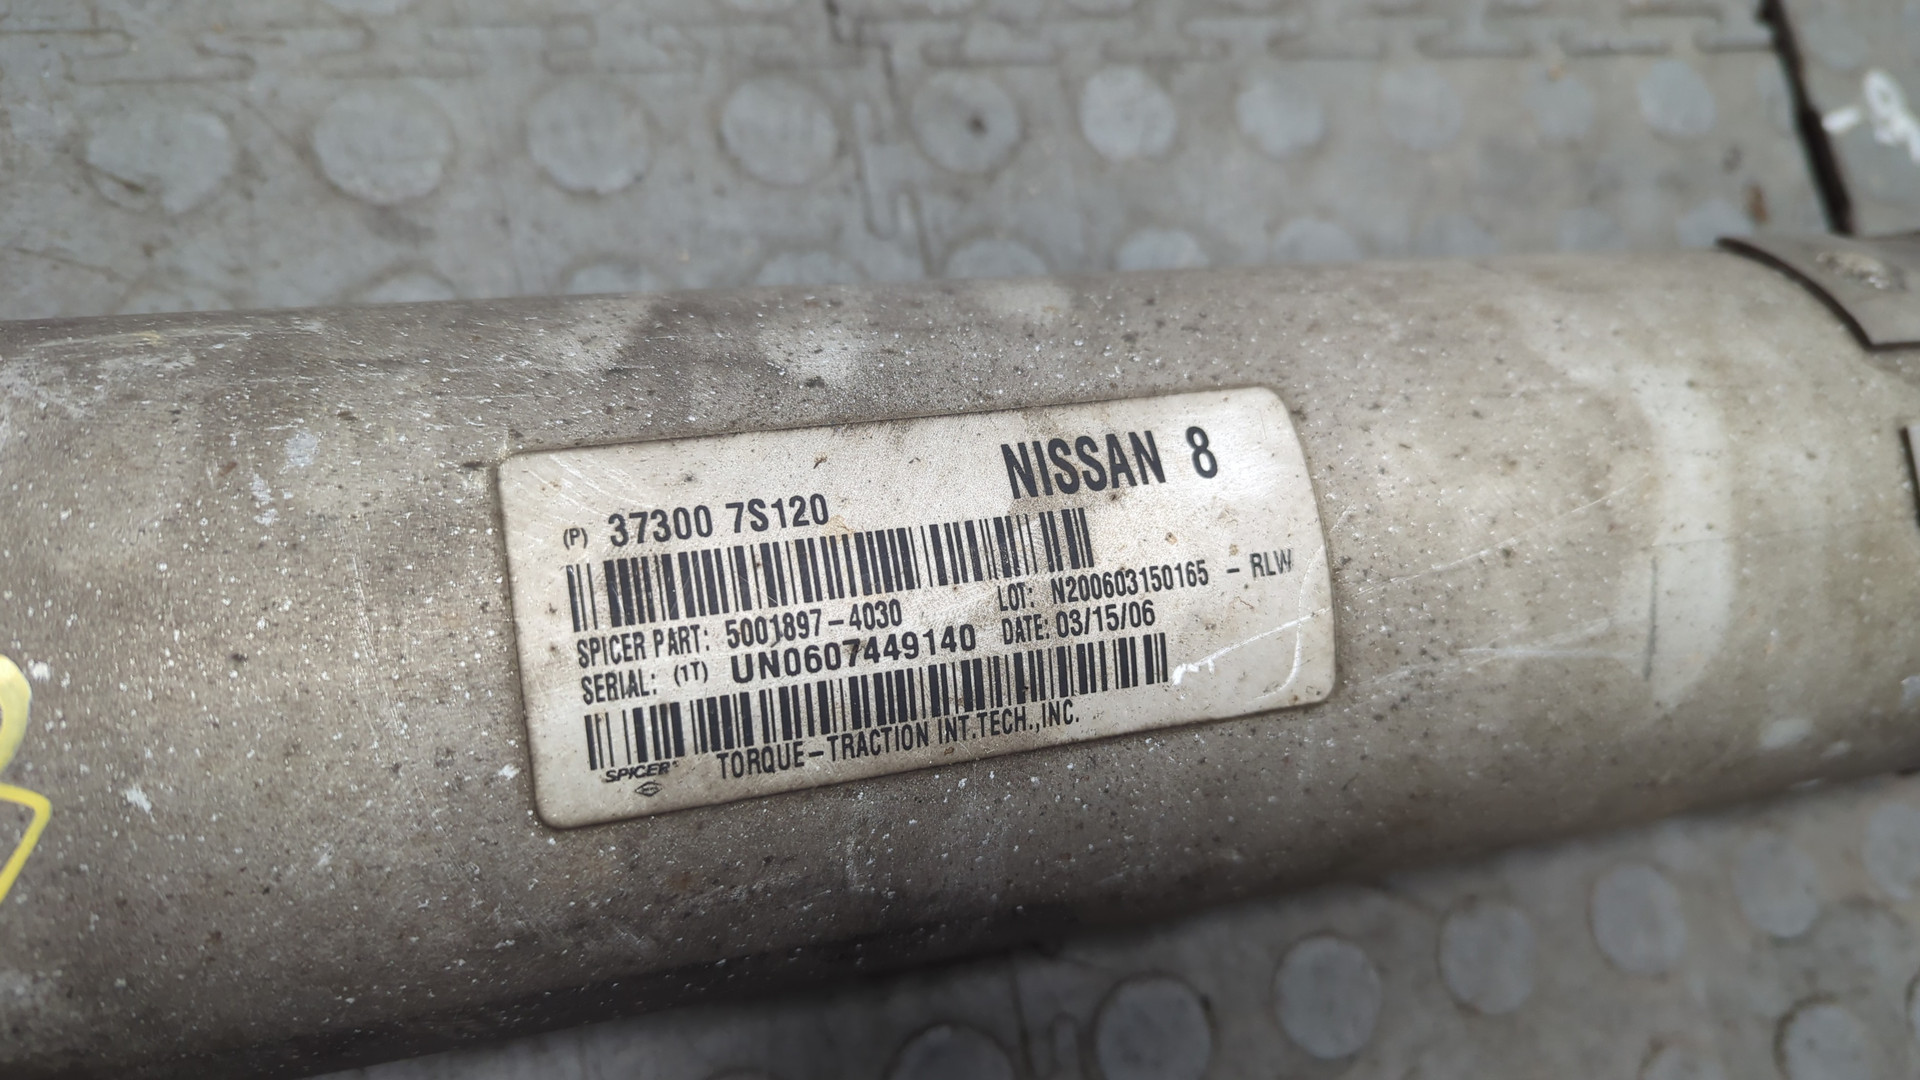 NISSAN 8
(P) 37300 7S120
SPICER PART: 5001897-4030 LOT: N200603150165 - RLW
SERIAL: (1T) UN0607449140 DATE: 03/15/06
SPICER TORQUE-TRACTION INT.TECH.,INC.